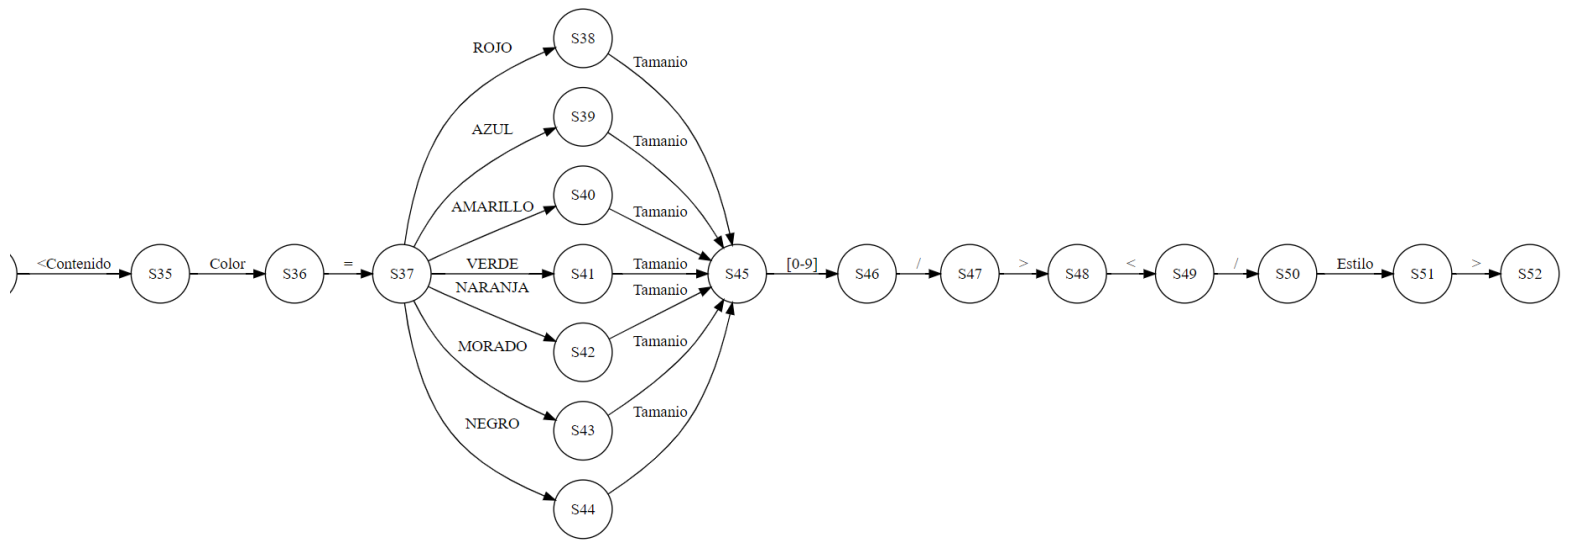 <Contenido
S35
Color
S36
=
S37
ROJO
AZUL
AMARILLO
VERDE
NARANJA
MORADO
NEGRO
S38
S39
S40
S41
S42
S43
S44
Tamanio
Tamanio
Tamanio
Tamanio
Tamanio
Tamanio
Tamanio
S45
[0-9]
S46
/
S47
>
S48
<
S49
/
S50
Estilo
S51
>
S52